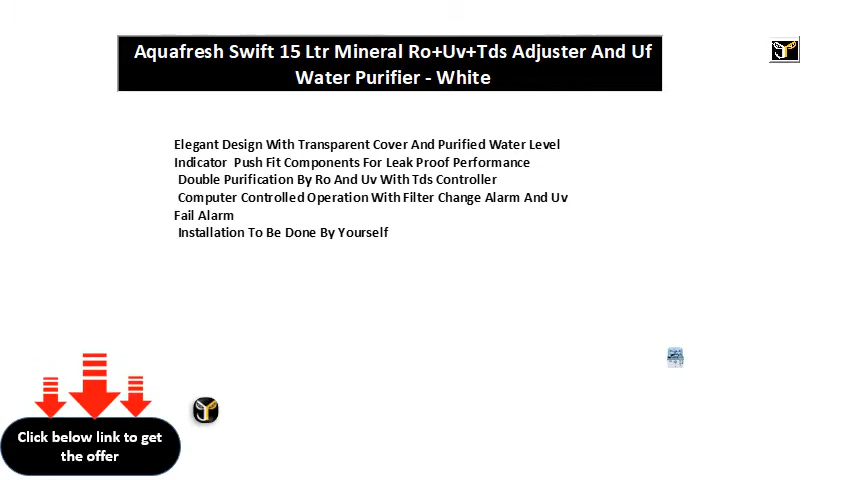 Aquafresh Swift 15 Ltr Mineral Ro+Uv+Tds Adjuster And Uf
Water Purifier - White
Elegant Design With Transparent Cover And Purified Water Level
Indicator  Push Fit Components For Leak Proof Performance
Double Purification By Ro And Uv With Tds Controller
Computer Controlled Operation With Filter Change Alarm And Uv
Fail Alarm
Installation To Be Done By Yourself
Click below link to get
the offer